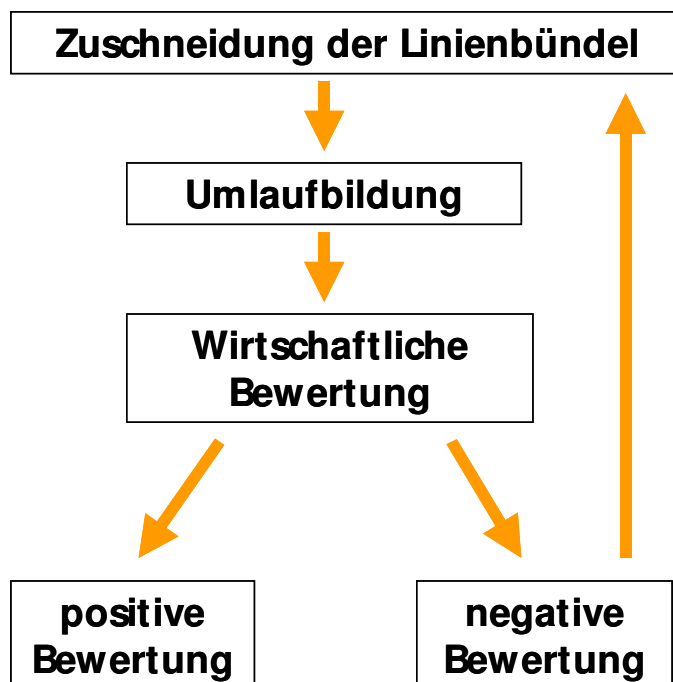 Zuschneidung der Linienbündel
Umlaufbildung
Wirtschaftliche
Bewertung
positive
Bewertung
negative
Bewertung